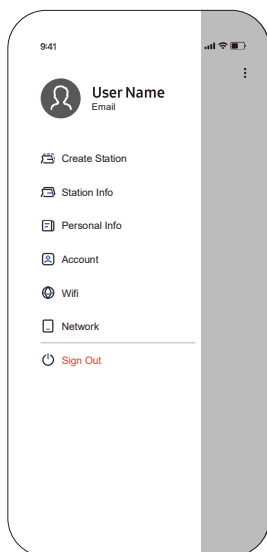 9:41
User Name
Email
Create Station
Station Info
Personal Info
Account
Wifi
Network
Sign Out